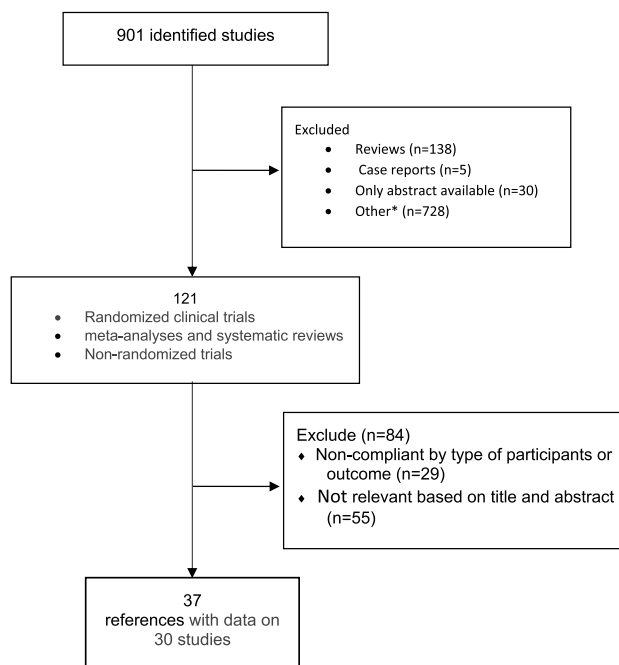 901 identified studies
Excluded
• Reviews (n=138)
• Case reports (n=5)
• Only abstract available (n=30)
• Other* (n=728)
121
• Randomized clinical trials
• meta-analyses and systematic reviews
• Non-randomized trials
Exclude (n=84)
♦ Non-compliant by type of participants or
outcome (n=29)
♦ Not relevant based on title and abstract
(n=55)
37
references with data on
30 studies